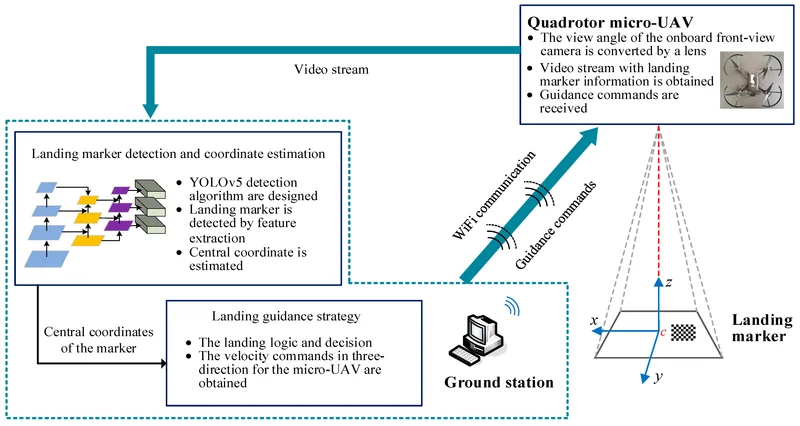 Quadrotor micro-UAV
• The view angle of the onboard front-view
camera is converted by a lens
• Video stream with landing
marker information is obtained
• Guidance commands are
received
Video stream
Landing marker detection and coordinate estimation
• YOLOv5 detection
algorithm are designed
• Landing marker is
detected by feature
extraction
• Central coordinate is
estimated
WiFi communication
Guidance commands
Central coordinates
of the marker
Landing guidance strategy
• The landing logic and decision
• The velocity commands in three-
direction for the micro-UAV are
obtained
Ground station
z
x
c
y
Landing
marker